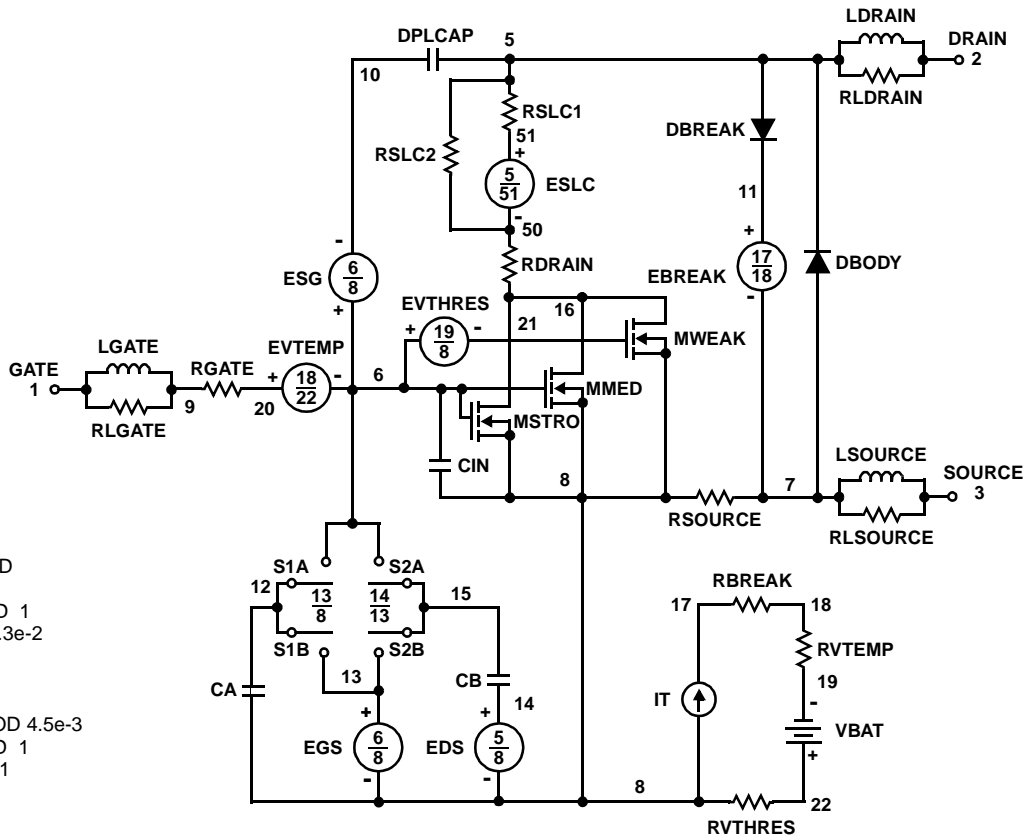 LDRAIN
DPLCAP 5 DRAIN
10 2
RLDRAIN
RSLC1
DBREAK
51
RSLC2
+
5
51
ESLC
11
-
50
+
-
17
18
RDRAIN
EBREAK
DBODY
ESG
6
8
EVTHRES
16
-
+
+
19
8
-
21
MWEAK
LGATE
EVTEMP
GATE
1
RGATE
+
18
22
-
6
MMED
9
20
MSTRO
RLGATE
LSOURCE
CIN
8
7
SOURCE
3
RSOURCE
RLSOURCE
D
S1A
S2A
12
13
8
14
13
15
RBREAK
D 1
17
18
.3e-2
S1B
S2B
RVTEMP
13
CB
19
CA
14
IT
-
OD 4.5e-3
+
+
VBAT
D 1
EGS
6
8
EDS
5
8
+
1
-
-
8
22
RVTHRES